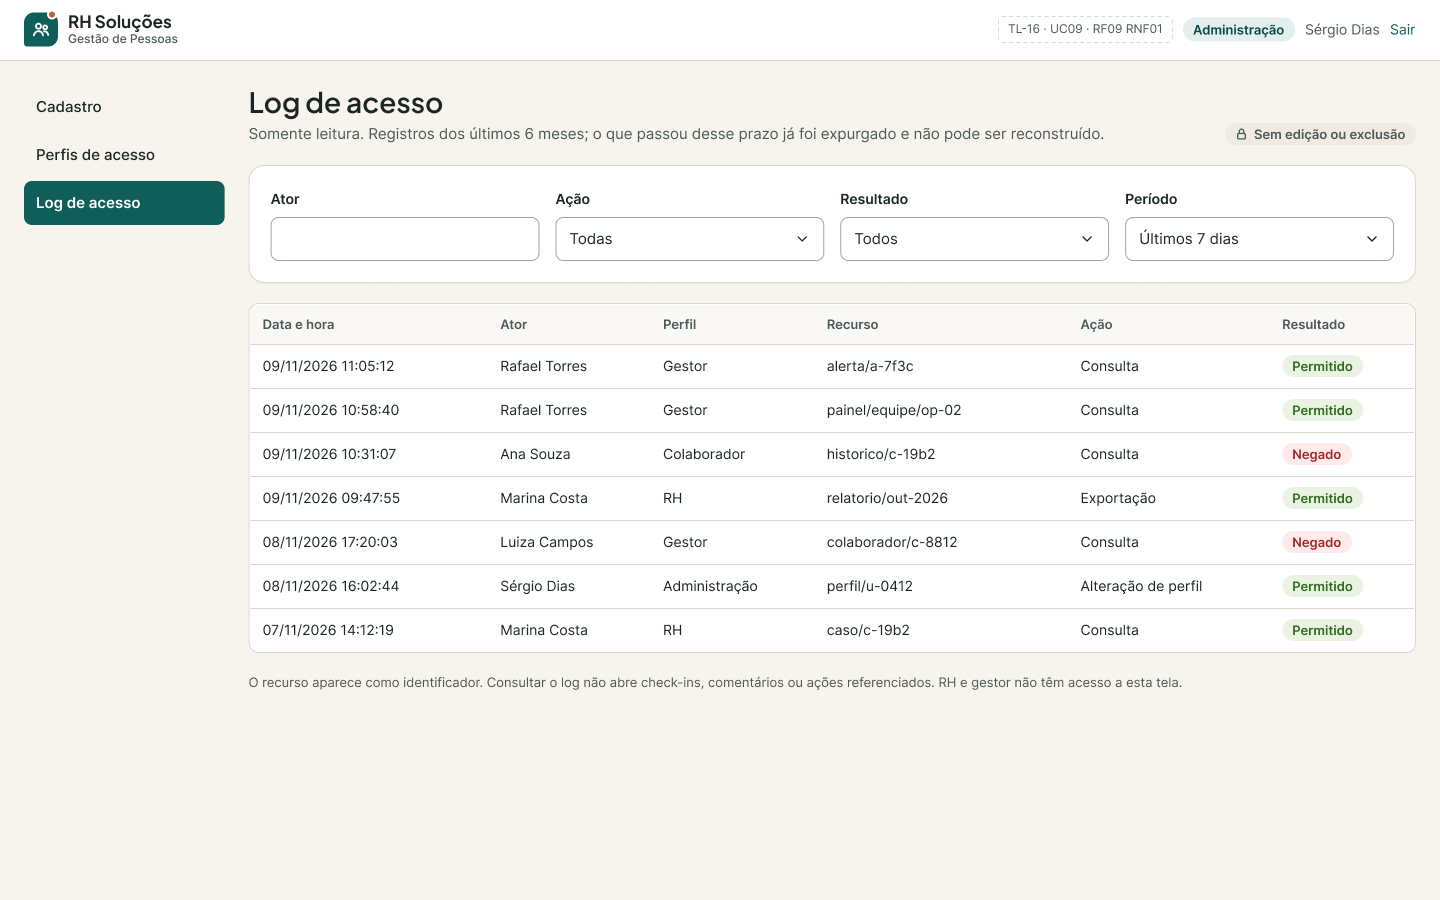 RH Soluções
Gestão de Pessoas
TL-16 · UC09 · RF09 RNF01
Administração
Sérgio Dias
Sair
Cadastro
Perfis de acesso
Log de acesso
Log de acesso
Somente leitura. Registros dos últimos 6 meses; o que passou desse prazo já foi expurgado e não pode ser reconstruído.
Sem edição ou exclusão
Ator Ação Resultado Período
Todas Todos Últimos 7 dias
Data e hora Ator Perfil Recurso Ação Resultado
09/11/2026 11:05:12 Rafael Torres Gestor alerta/a-7f3c Consulta Permitido
09/11/2026 10:58:40 Rafael Torres Gestor painel/equipe/op-02 Consulta Permitido
09/11/2026 10:31:07 Ana Souza Colaborador historico/c-19b2 Consulta Negado
09/11/2026 09:47:55 Marina Costa RH relatorio/out-2026 Exportação Permitido
08/11/2026 17:20:03 Luiza Campos Gestor colaborador/c-8812 Consulta Negado
08/11/2026 16:02:44 Sérgio Dias Administração perfil/u-0412 Alteração de perfil Permitido
07/11/2026 14:12:19 Marina Costa RH caso/c-19b2 Consulta Permitido
O recurso aparece como identificador. Consultar o log não abre check-ins, comentários ou ações referenciados. RH e gestor não têm acesso a esta tela.